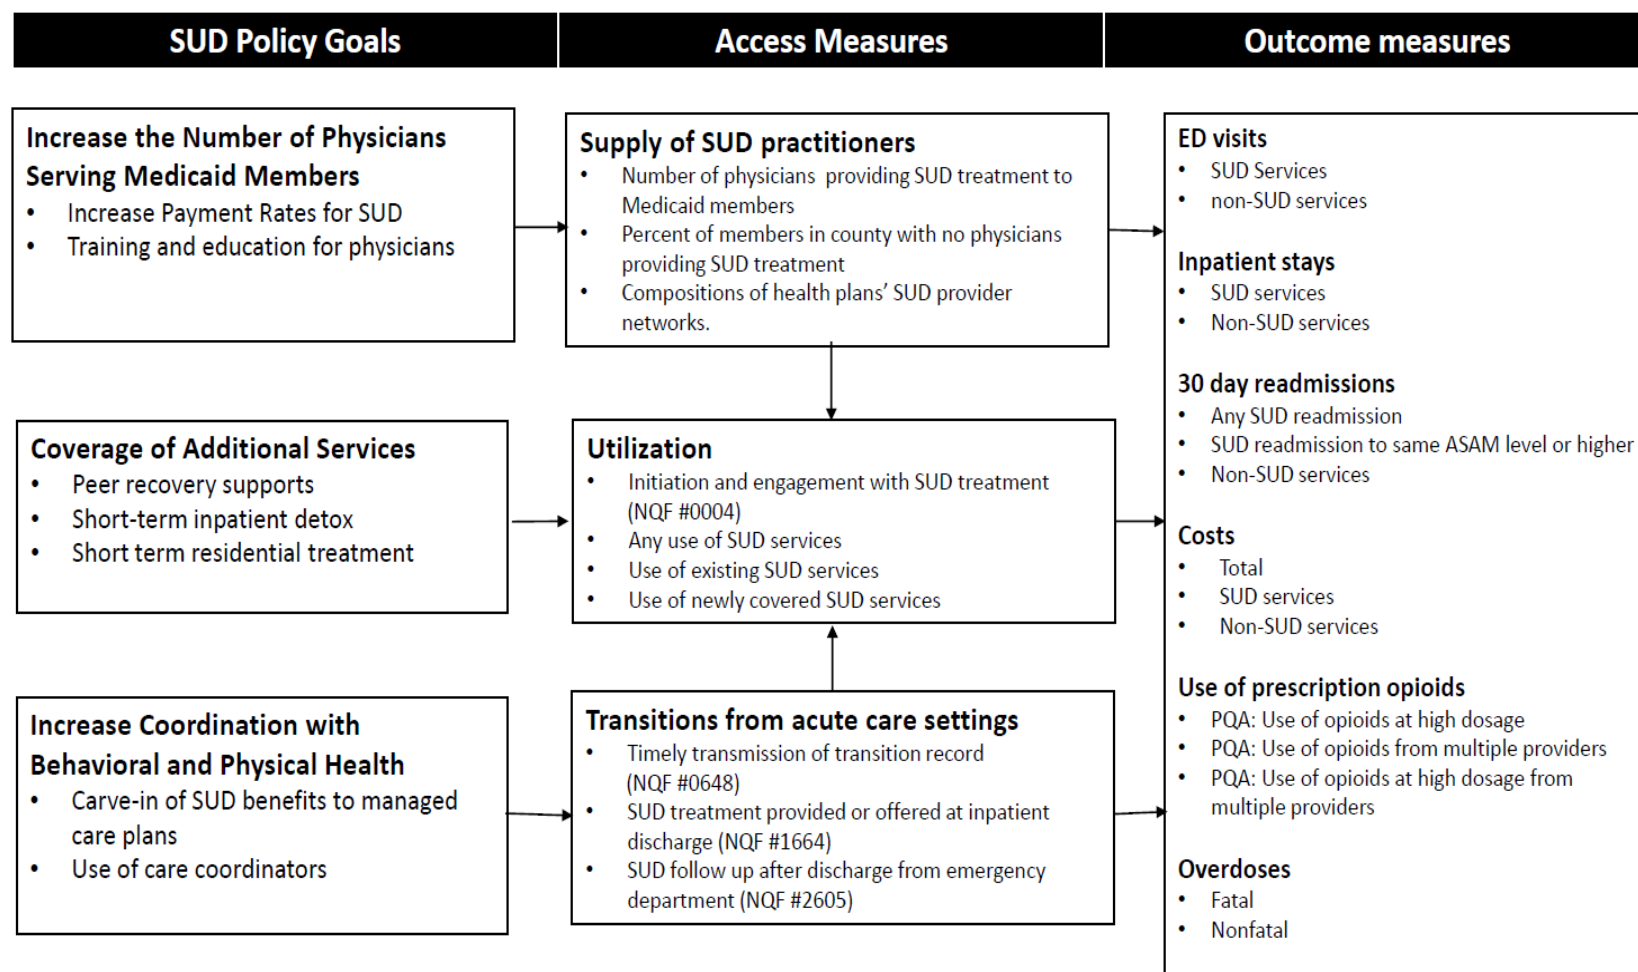 SUD Policy Goals
Access Measures
Outcome measures
Increase the Number of Physicians
Serving Medicaid Members
• Increase Payment Rates for SUD
• Training and education for physicians
Coverage of Additional Services
• Peer recovery supports
• Short-term inpatient detox
• Short term residential treatment
Increase Coordination with
Behavioral and Physical Health
• Carve-in of SUD benefits to managed
care plans
• Use of care coordinators
Supply of SUD practitioners
• Number of physicians providing SUD treatment to
Medicaid members
• Percent of members in county with no physicians
providing SUD treatment
• Compositions of health plans’ SUD provider
networks.
Utilization
• Initiation and engagement with SUD treatment
(NQF #0004)
• Any use of SUD services
• Use of existing SUD services
• Use of newly covered SUD services
Transitions from acute care settings
• Timely transmission of transition record
(NQF #0648)
• SUD treatment provided or offered at inpatient
discharge (NQF #1664)
• SUD follow up after discharge from emergency
department (NQF #2605)
ED visits
• SUD Services
• non-SUD services
Inpatient stays
• SUD services
• Non-SUD services
30 day readmissions
• Any SUD readmission
• SUD readmission to same ASAM level or higher
• Non-SUD services
Costs
• Total
• SUD services
• Non-SUD services
Use of prescription opioids
• PQA: Use of opioids at high dosage
• PQA: Use of opioids from multiple providers
• PQA: Use of opioids at high dosage from
multiple providers
Overdoses
• Fatal
• Nonfatal